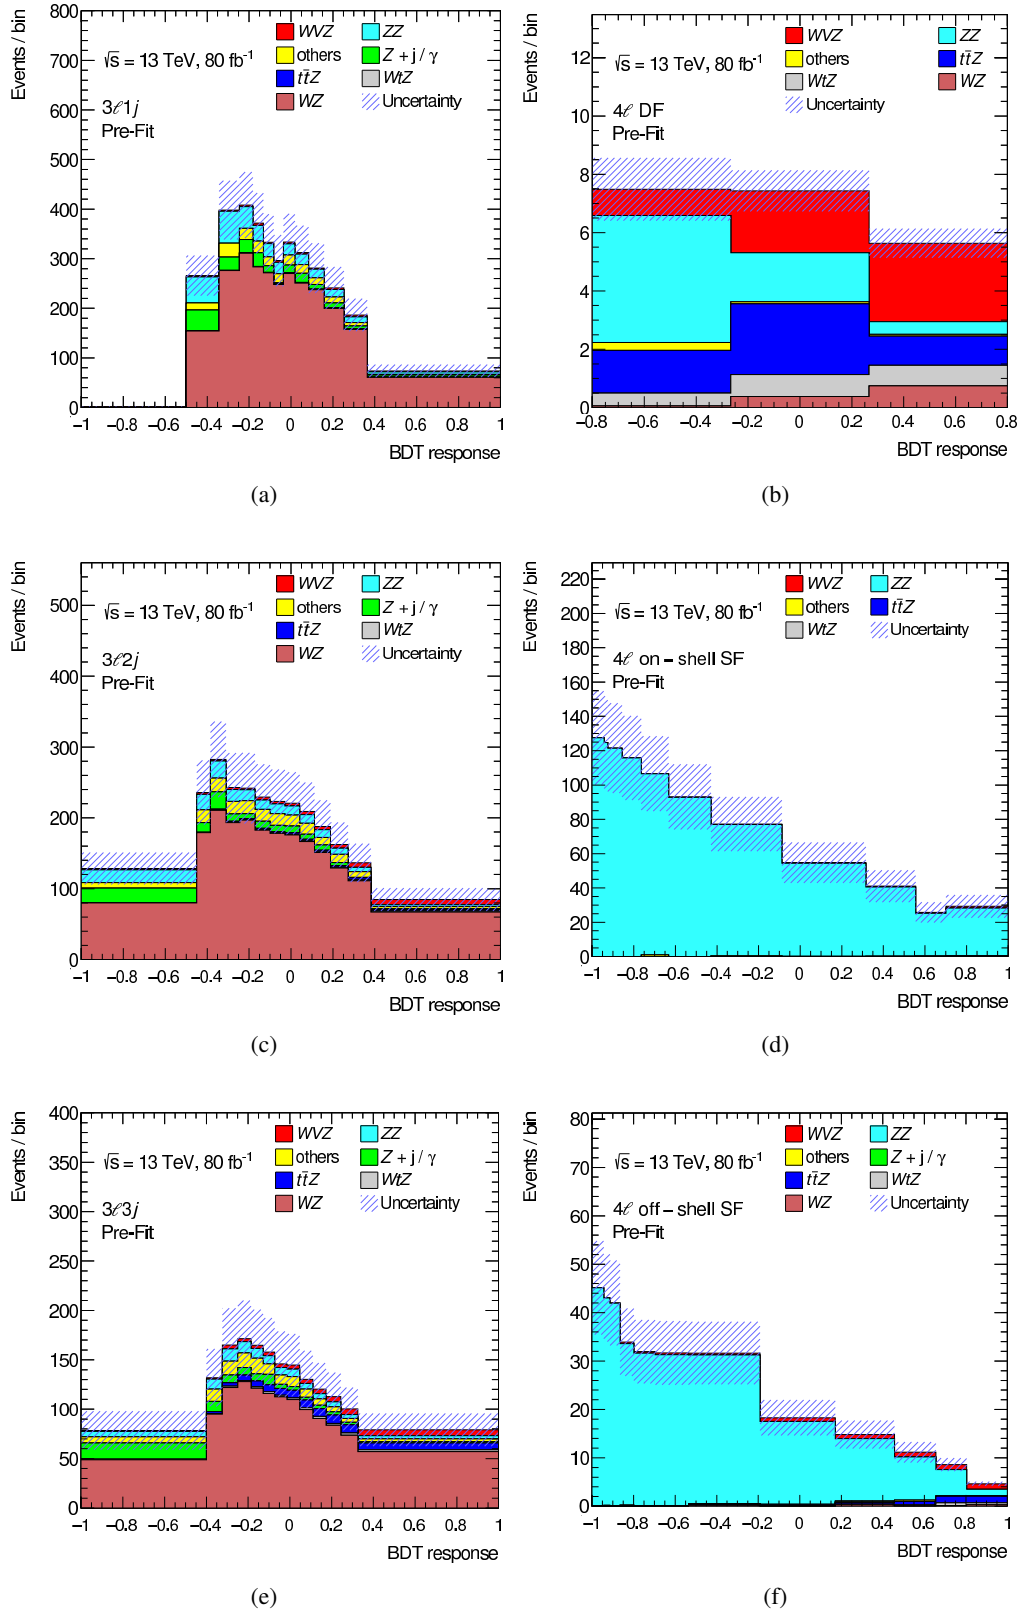 Events / bin
800
700
600
500
400
300
200
100
0
√s = 13 TeV, 80 fb⁻¹
3ℓ1j
Pre-Fit
WVZ
ZZ
others
Z + j / γ
tt̄Z
WtZ
WZ
Uncertainty
−1 −0.8 −0.6 −0.4 −0.2 0 0.2 0.4 0.6 0.8 1
BDT response
(a)
Events / bin
12
10
8
6
4
2
0
√s = 13 TeV, 80 fb⁻¹
4ℓ DF
Pre-Fit
WVZ
ZZ
others
tt̄Z
WtZ
WZ
Uncertainty
−0.8 −0.6 −0.4 −0.2 0 0.2 0.4 0.6 0.8
BDT response
(b)
Events / bin
500
400
300
200
100
0
√s = 13 TeV, 80 fb⁻¹
3ℓ2j
Pre-Fit
WVZ
ZZ
others
Z + j / γ
tt̄Z
WtZ
WZ
Uncertainty
−1 −0.8 −0.6 −0.4 −0.2 0 0.2 0.4 0.6 0.8 1
BDT response
(c)
Events / bin
220
200
180
160
140
120
100
80
60
40
20
0
√s = 13 TeV, 80 fb⁻¹
4ℓ on − shell SF
Pre-Fit
WVZ
ZZ
others
tt̄Z
WtZ
Uncertainty
−1 −0.8 −0.6 −0.4 −0.2 0 0.2 0.4 0.6 0.8 1
BDT response
(d)
Events / bin
400
350
300
250
200
150
100
50
0
√s = 13 TeV, 80 fb⁻¹
3ℓ3j
Pre-Fit
WVZ
ZZ
others
Z + j / γ
tt̄Z
WtZ
WZ
Uncertainty
−1 −0.8 −0.6 −0.4 −0.2 0 0.2 0.4 0.6 0.8 1
BDT response
(e)
Events / bin
80
70
60
50
40
30
20
10
0
√s = 13 TeV, 80 fb⁻¹
4ℓ off − shell SF
Pre-Fit
WVZ
ZZ
others
Z + j / γ
tt̄Z
WtZ
WZ
Uncertainty
−1 −0.8 −0.6 −0.4 −0.2 0 0.2 0.4 0.6 0.8 1
BDT response
(f)